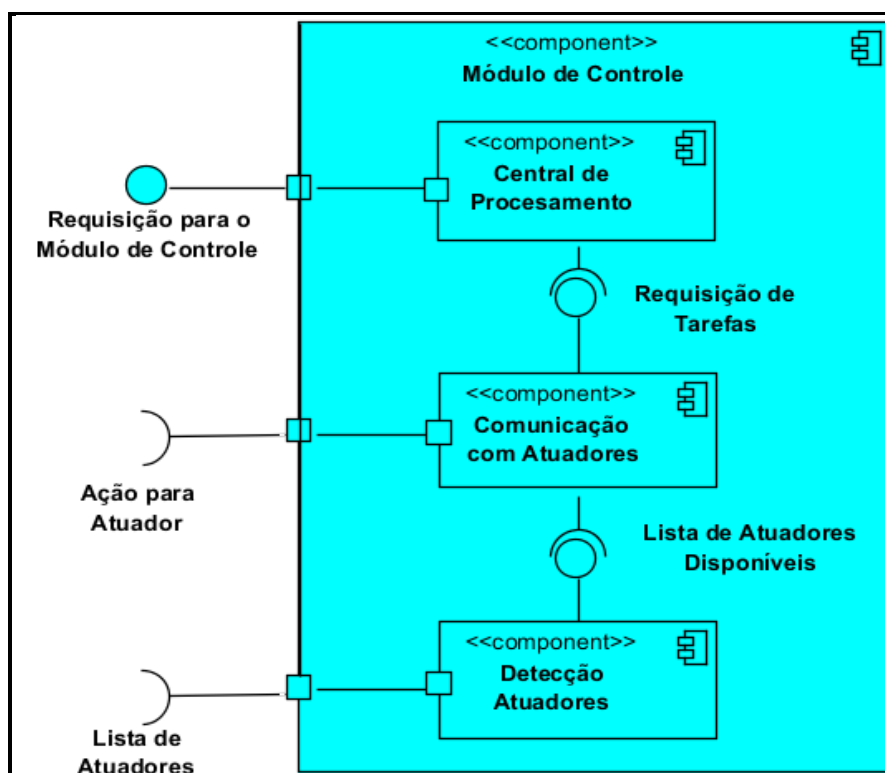 <<component>>
Módulo de Controle
<<component>>
Central de
Procesamento
Requisição para o
Módulo de Controle
Requisição de
Tarefas
<<component>>
Comunicação
com Atuadores
Ação para
Atuador
Lista de Atuadores
Disponíveis
<<component>>
Detecção
Atuadores
Lista de
Atuadores